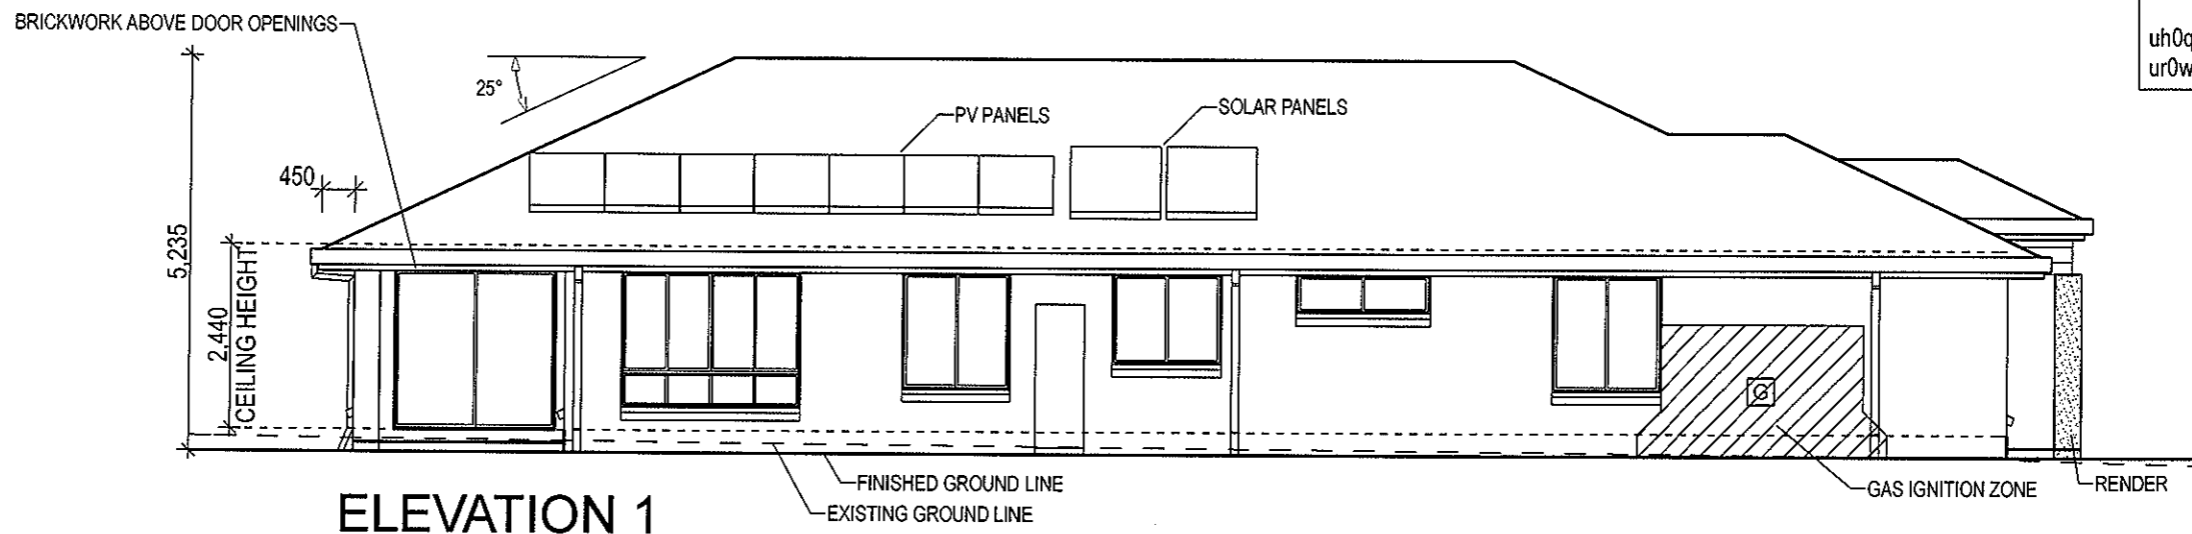 BRICKWORK ABOVE DOOR OPENINGS
uh0q
ur0w
25°
PV PANELS
SOLAR PANELS
450
5,235
2,440
CEILING HEIGHT
G
FINISHED GROUND LINE
GAS IGNITION ZONE
RENDER
EXISTING GROUND LINE
ELEVATION 1